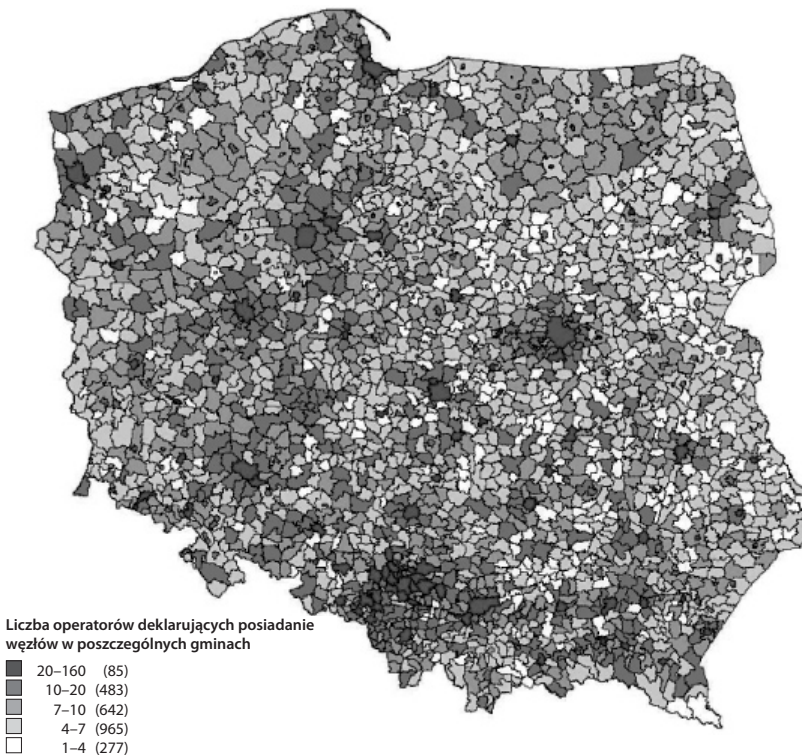 Liczba operatorów deklarujących posiadanie
węzłów w poszczególnych gminach
20–160 (85)
10–20 (483)
7–10 (642)
4–7 (965)
1–4 (277)